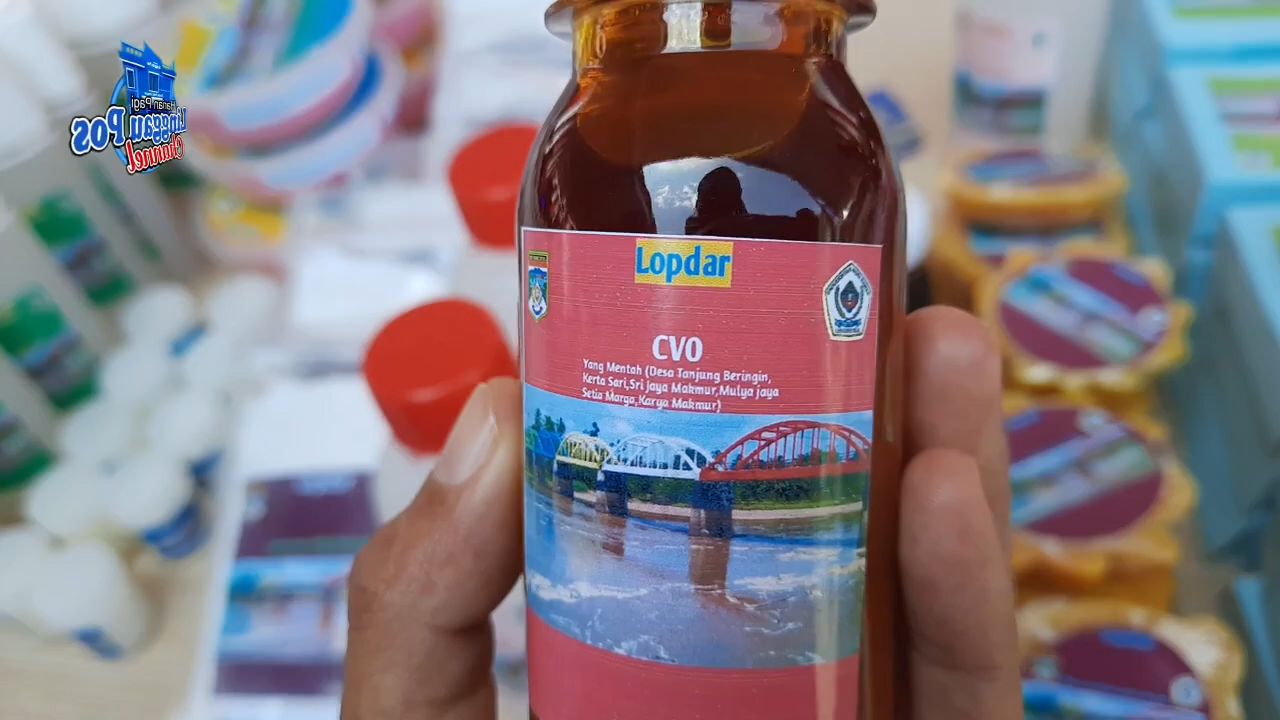 Harian Pagi
Linggau Pos
Channel
Lopdar
CVO
Yang Mentah (Desa Tanjung Beringin,
Kerta Sari,Sri Jaya Makmur,Mulya jaya
Setia Marga,Karya Makmur)